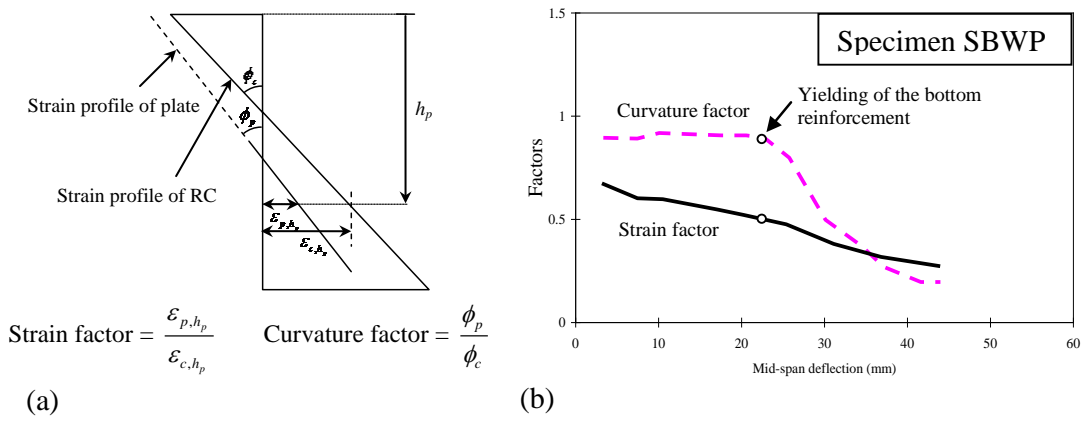 ϕc
ϕp
hp
Strain profile of plate
Strain profile of RC
εp,hp
εc,hp
Strain factor = εp,hp / εc,hp
Curvature factor = ϕp / ϕc
(a)
Specimen SBWP
1.5
1
0.5
0
Factors
Curvature factor
Yielding of the bottom
reinforcement
Strain factor
0 10 20 30 40 50 60
Mid-span deflection (mm)
(b)